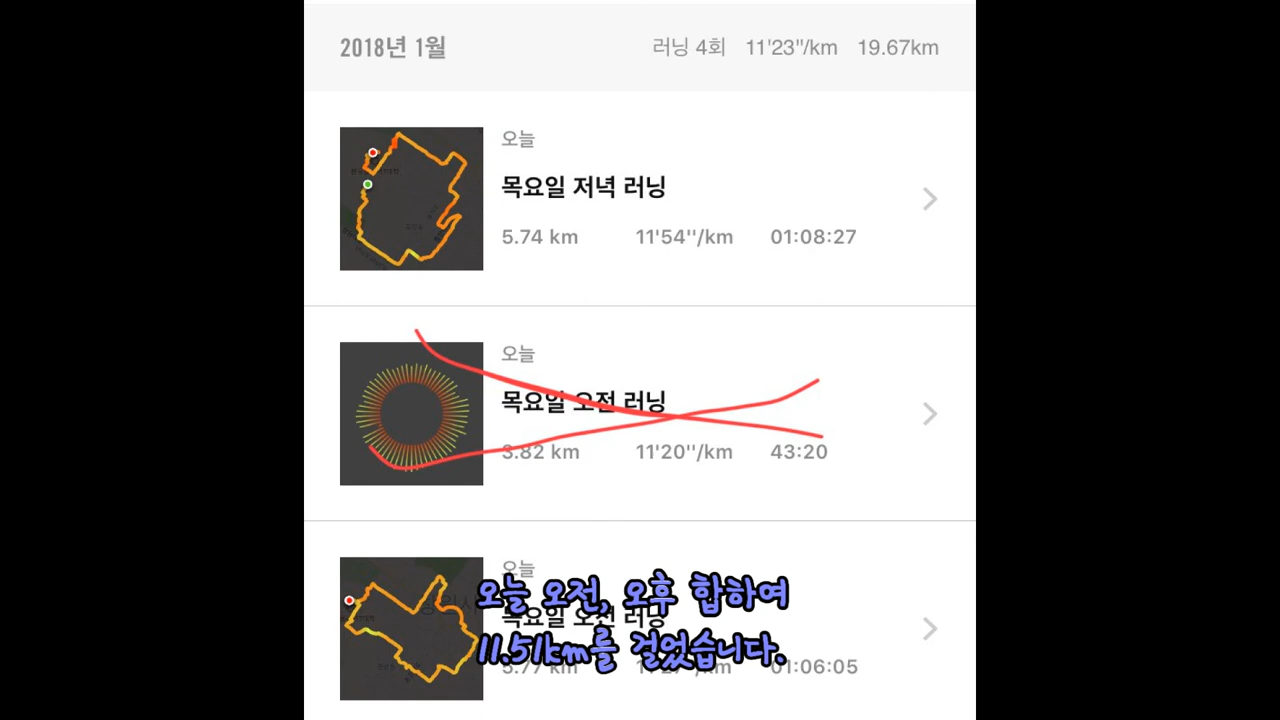 2018년 1월 러닝 4회 11'23"/km 19.67km
오늘
목요일 저녁 러닝
5.74 km 11'54''/km 01:08:27
오늘
목요일 오전 러닝
3.82 km 11'20''/km 43:20
오늘
목요일 오전 러닝
오늘 오전, 오후 합하여
11.51km를 걸었습니다.
5.77 km 01:06:05